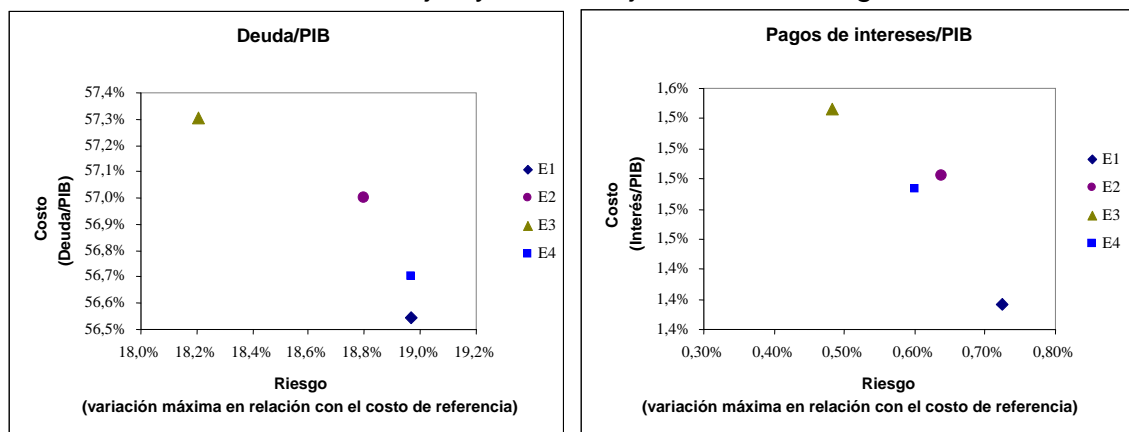 Deuda/PIB
Costo
(Deuda/PIB)
57,4%
57,3%
57,2%
57,1%
57,0%
56,9%
56,8%
56,7%
56,6%
56,5%
18,0%
18,2%
18,4%
18,6%
18,8%
19,0%
19,2%
Riesgo
(variación máxima en relación con el costo de referencia)
E1
E2
E3
E4
Pagos de intereses/PIB
Costo
(Interés/PIB)
1,6%
1,5%
1,5%
1,5%
1,5%
1,5%
1,4%
1,4%
1,4%
0,30%
0,40%
0,50%
0,60%
0,70%
0,80%
Riesgo
(variación máxima en relación con el costo de referencia)
E1
E2
E3
E4